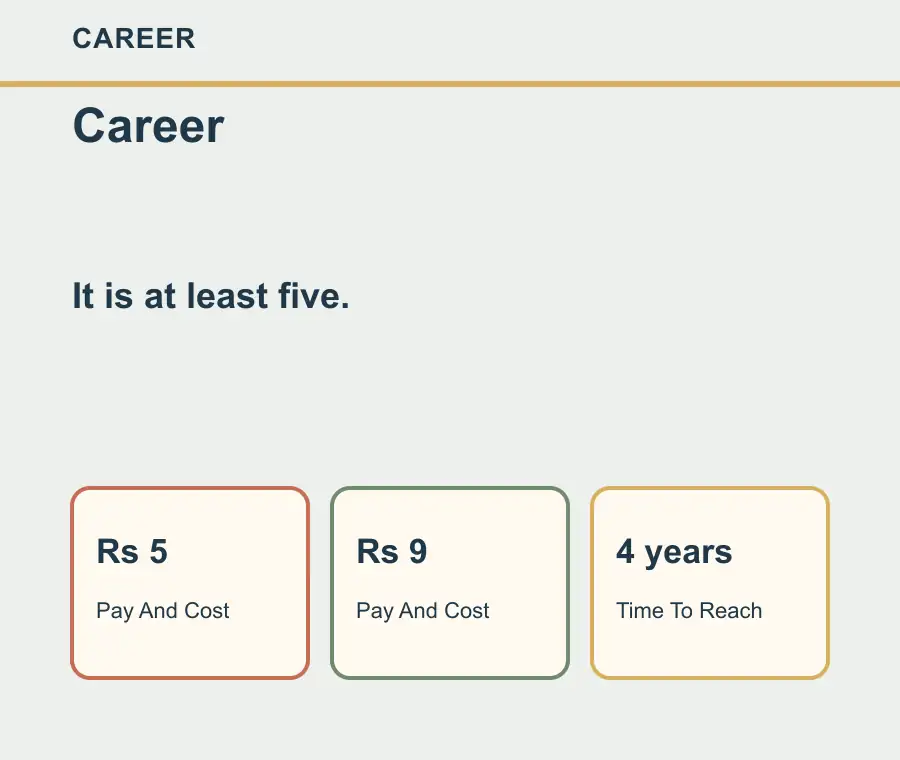 CAREER
Career
It is at least five.
Rs 5
Pay And Cost
Rs 9
Pay And Cost
4 years
Time To Reach